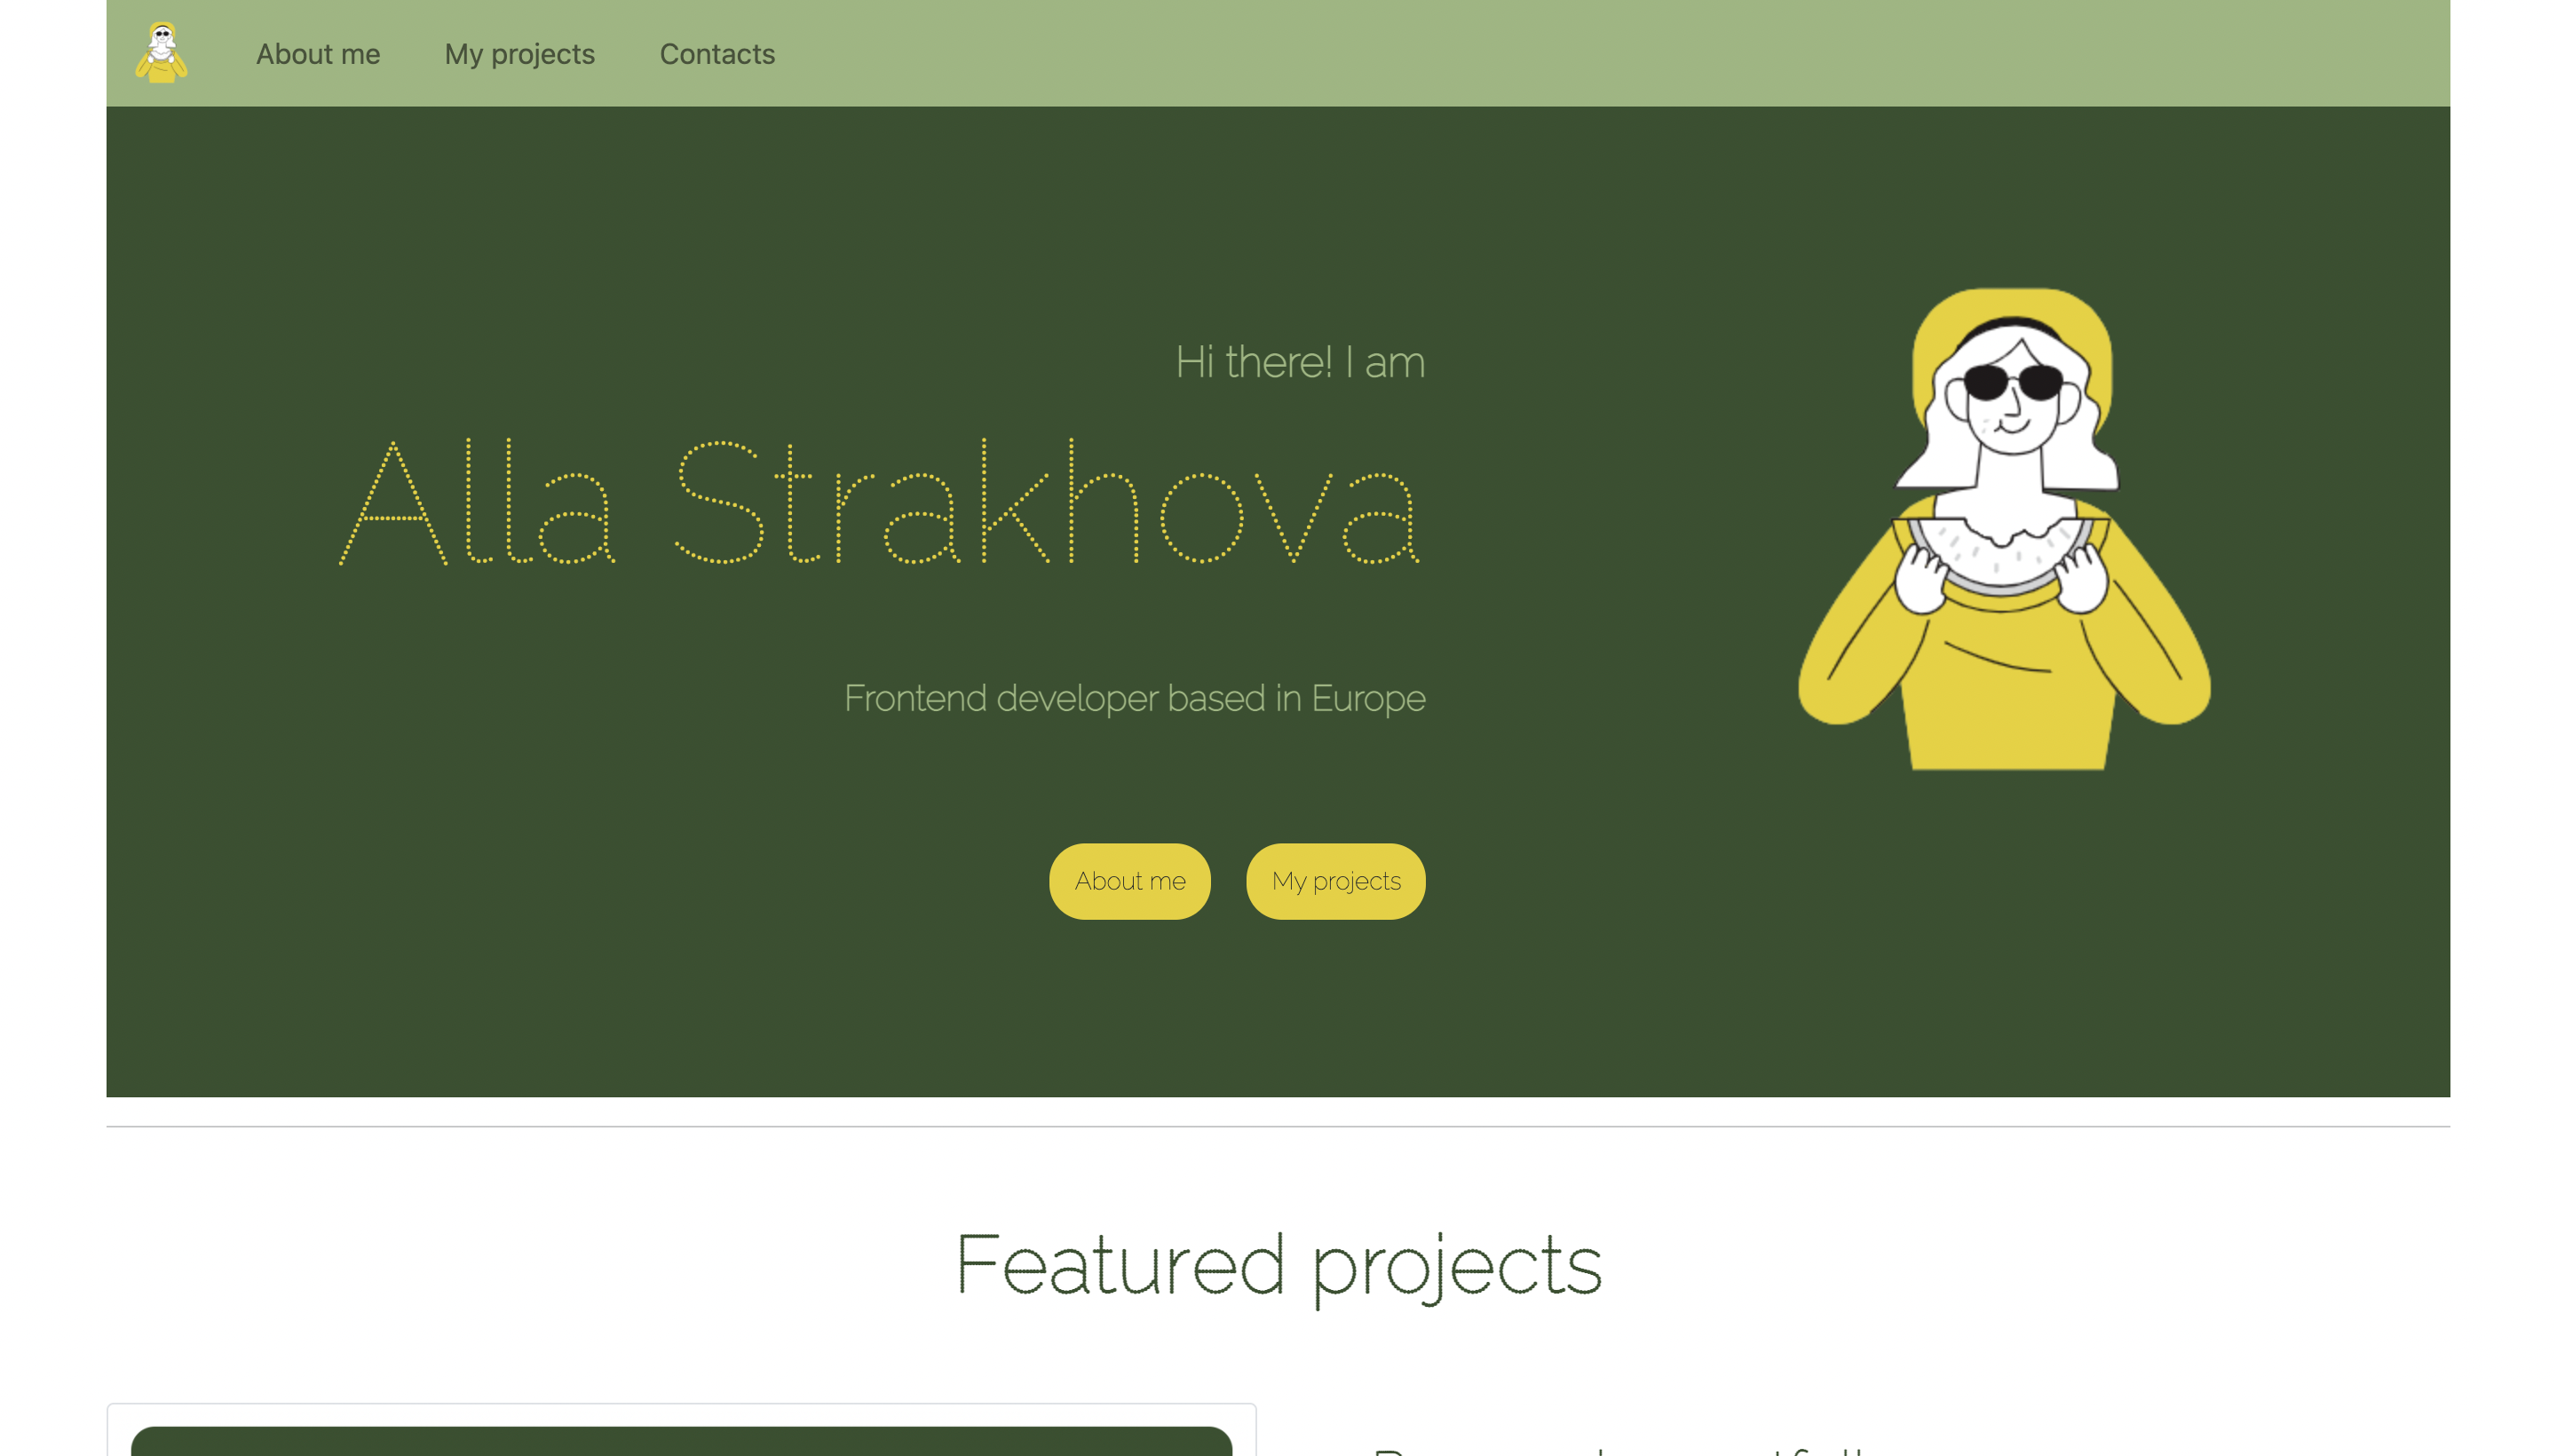 About me
My projects
Contacts
Hi there! I am
Alla Strakhova
Frontend developer based in Europe
About me
My projects
Featured projects